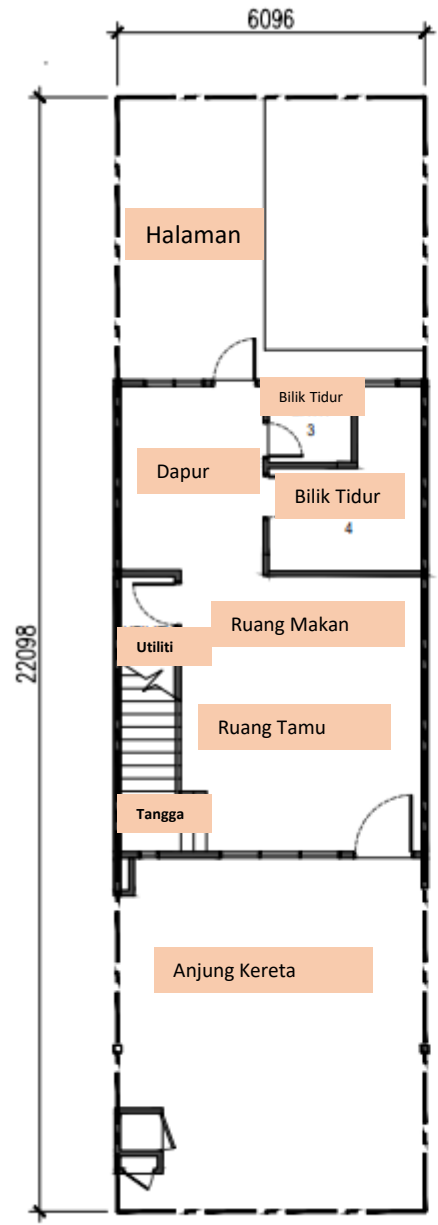 6096
Halaman
Bilik Tidur
3
Dapur
Bilik Tidur
4
Ruang Makan
Utiliti
22098
Ruang Tamu
Tangga
Anjung Kereta